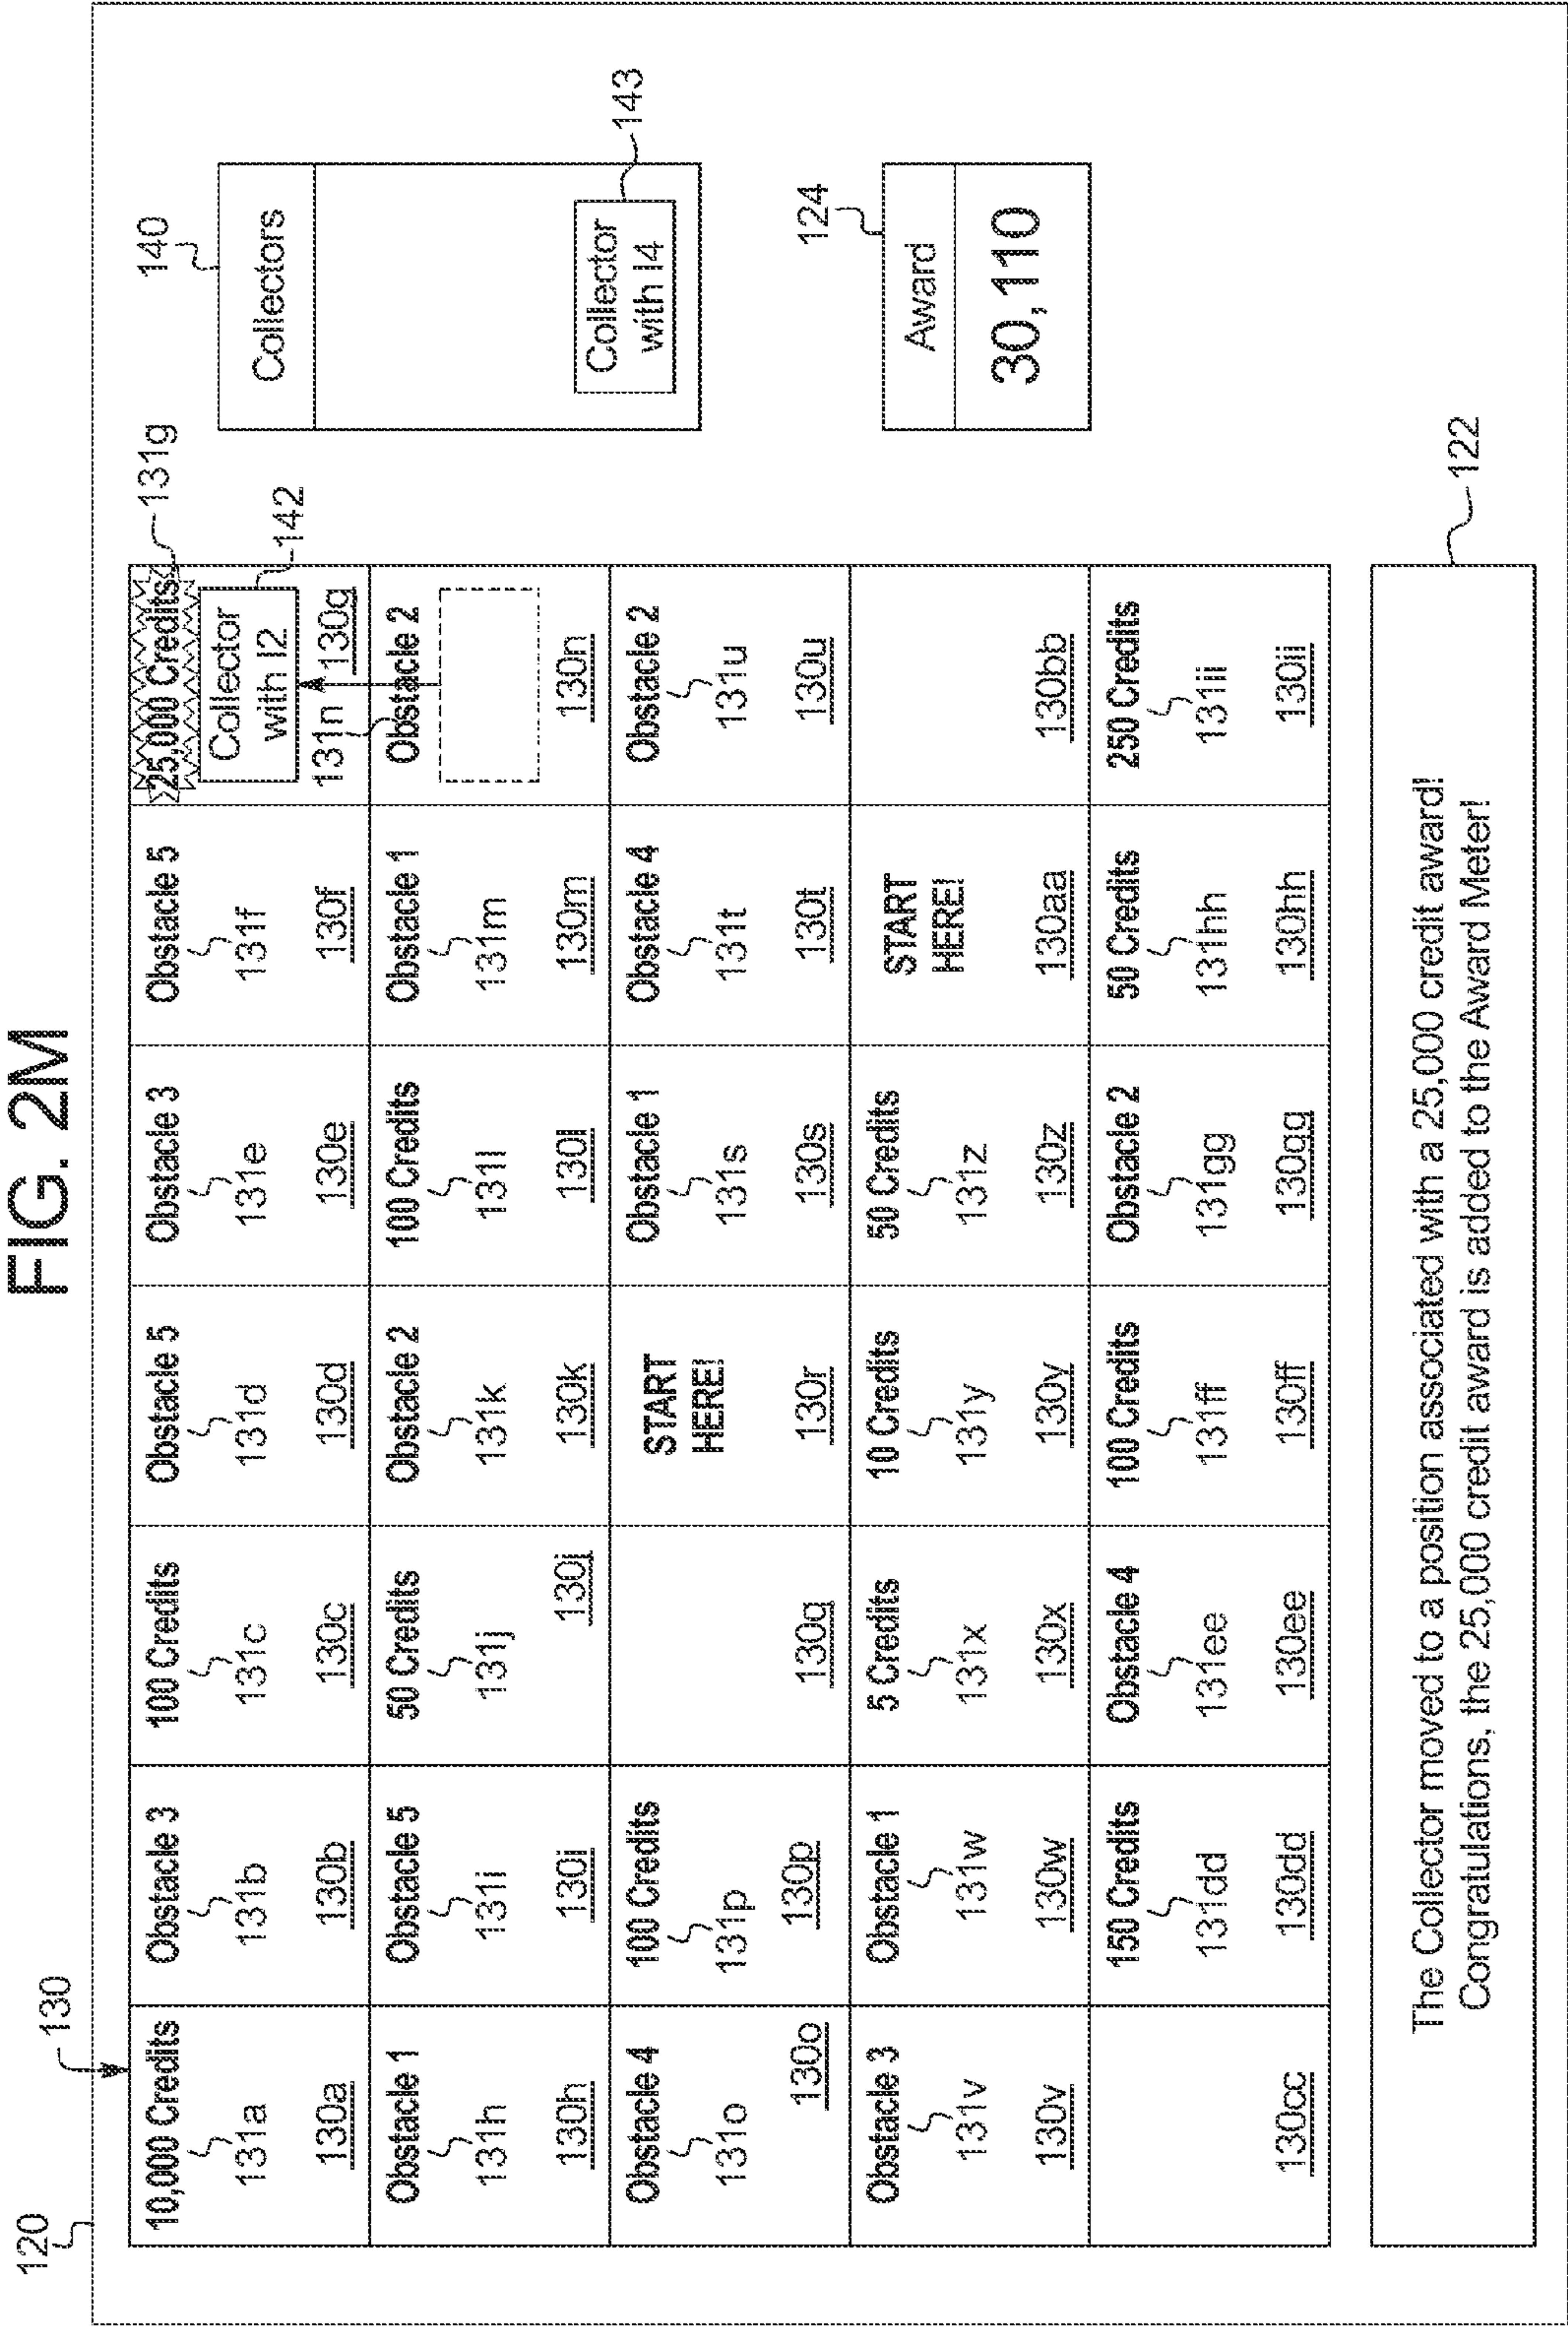 FIG. 2M
120
130
10,000 Credits
131a
130a
Obstacle 3
131b
130b
100 Credits
131c
130c
Obstacle 5
131d
130d
Obstacle 3
131e
130e
Obstacle 5
131f
130f
25,000 Credits
131g
Collector
with I2
142
131n
130g
Obstacle 1
131h
130h
Obstacle 5
131i
130i
50 Credits
131j
130j
Obstacle 2
131k
130k
100 Credits
131l
130l
Obstacle 1
131m
130m
Obstacle 2
130n
Obstacle 4
131o
130o
100 Credits
131p
130p
130q
START
HERE!
130r
Obstacle 1
131s
130s
Obstacle 4
131t
130t
Obstacle 2
131u
130u
Obstacle 3
131v
130v
Obstacle 1
131w
130w
5 Credits
131x
130x
10 Credits
131y
130y
50 Credits
131z
130z
START
HERE!
130aa
130bb
130cc
150 Credits
131dd
130dd
Obstacle 4
131ee
130ee
100 Credits
131ff
130ff
Obstacle 2
131gg
130gg
50 Credits
131hh
130hh
250 Credits
131ii
130ii
140
Collectors
Collector
with I4
143
124
Award
30,110
The Collector moved to a position associated with a 25,000 credit award!
Congratulations, the 25,000 credit award is added to the Award Meter!
122